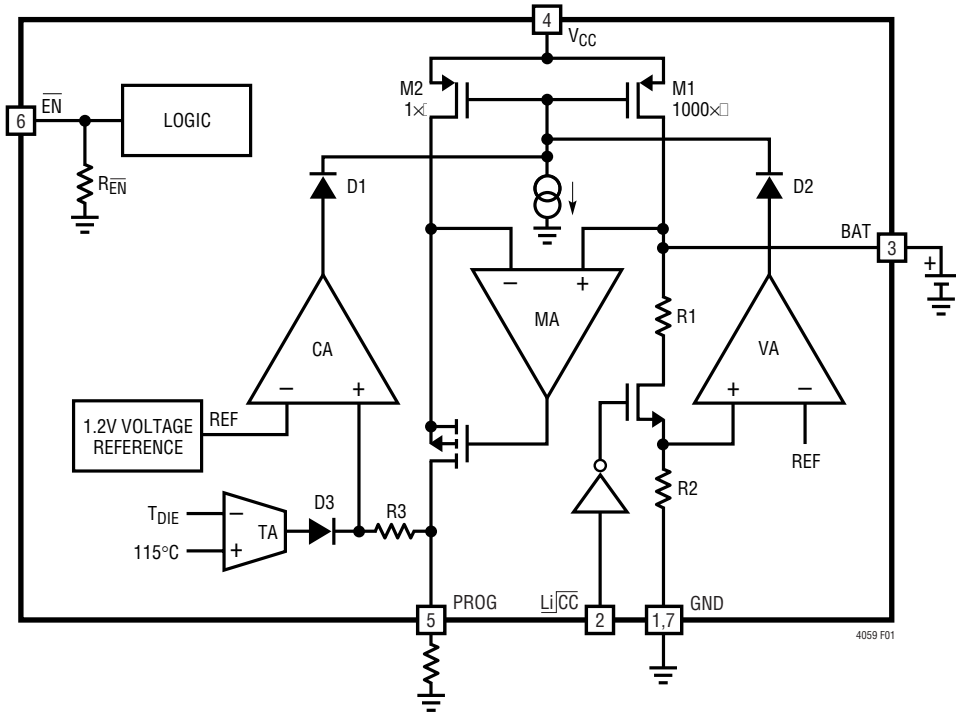 4
VCC
M2
1×
M1
1000×
6
EN
LOGIC
REN
D1
D2
BAT
3
+
− +
MA
R1
CA
VA
− +
+ −
1.2V VOLTAGE
REFERENCE
REF
REF
R2
TDIE
−
TA
D3
R3
115°C
+
PROG
Li CC
GND
5
2
1,7
4059 F01